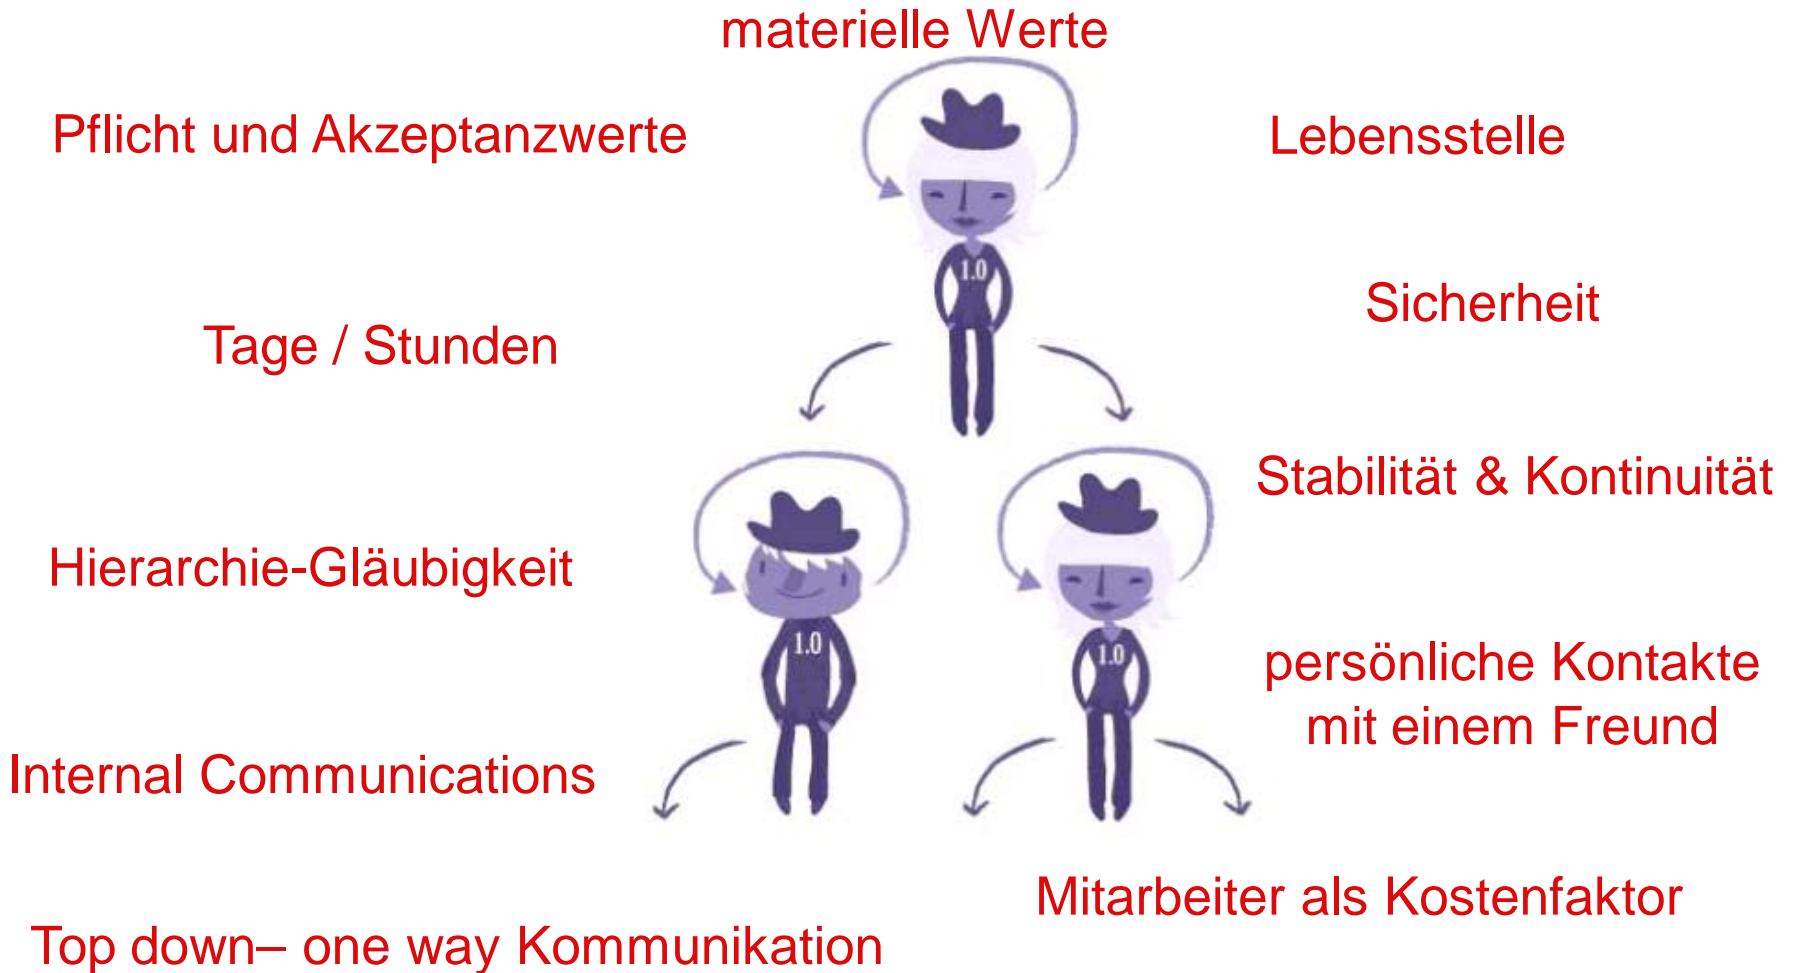 materielle Werte
Pflicht und Akzeptanzwerte
Lebensstelle
1.0
Sicherheit
Tage / Stunden
Stabilität & Kontinuität
Hierarchie-Gläubigkeit
1.0
1.0
persönliche Kontakte
mit einem Freund
Internal Communications
Mitarbeiter als Kostenfaktor
Top down– one way Kommunikation